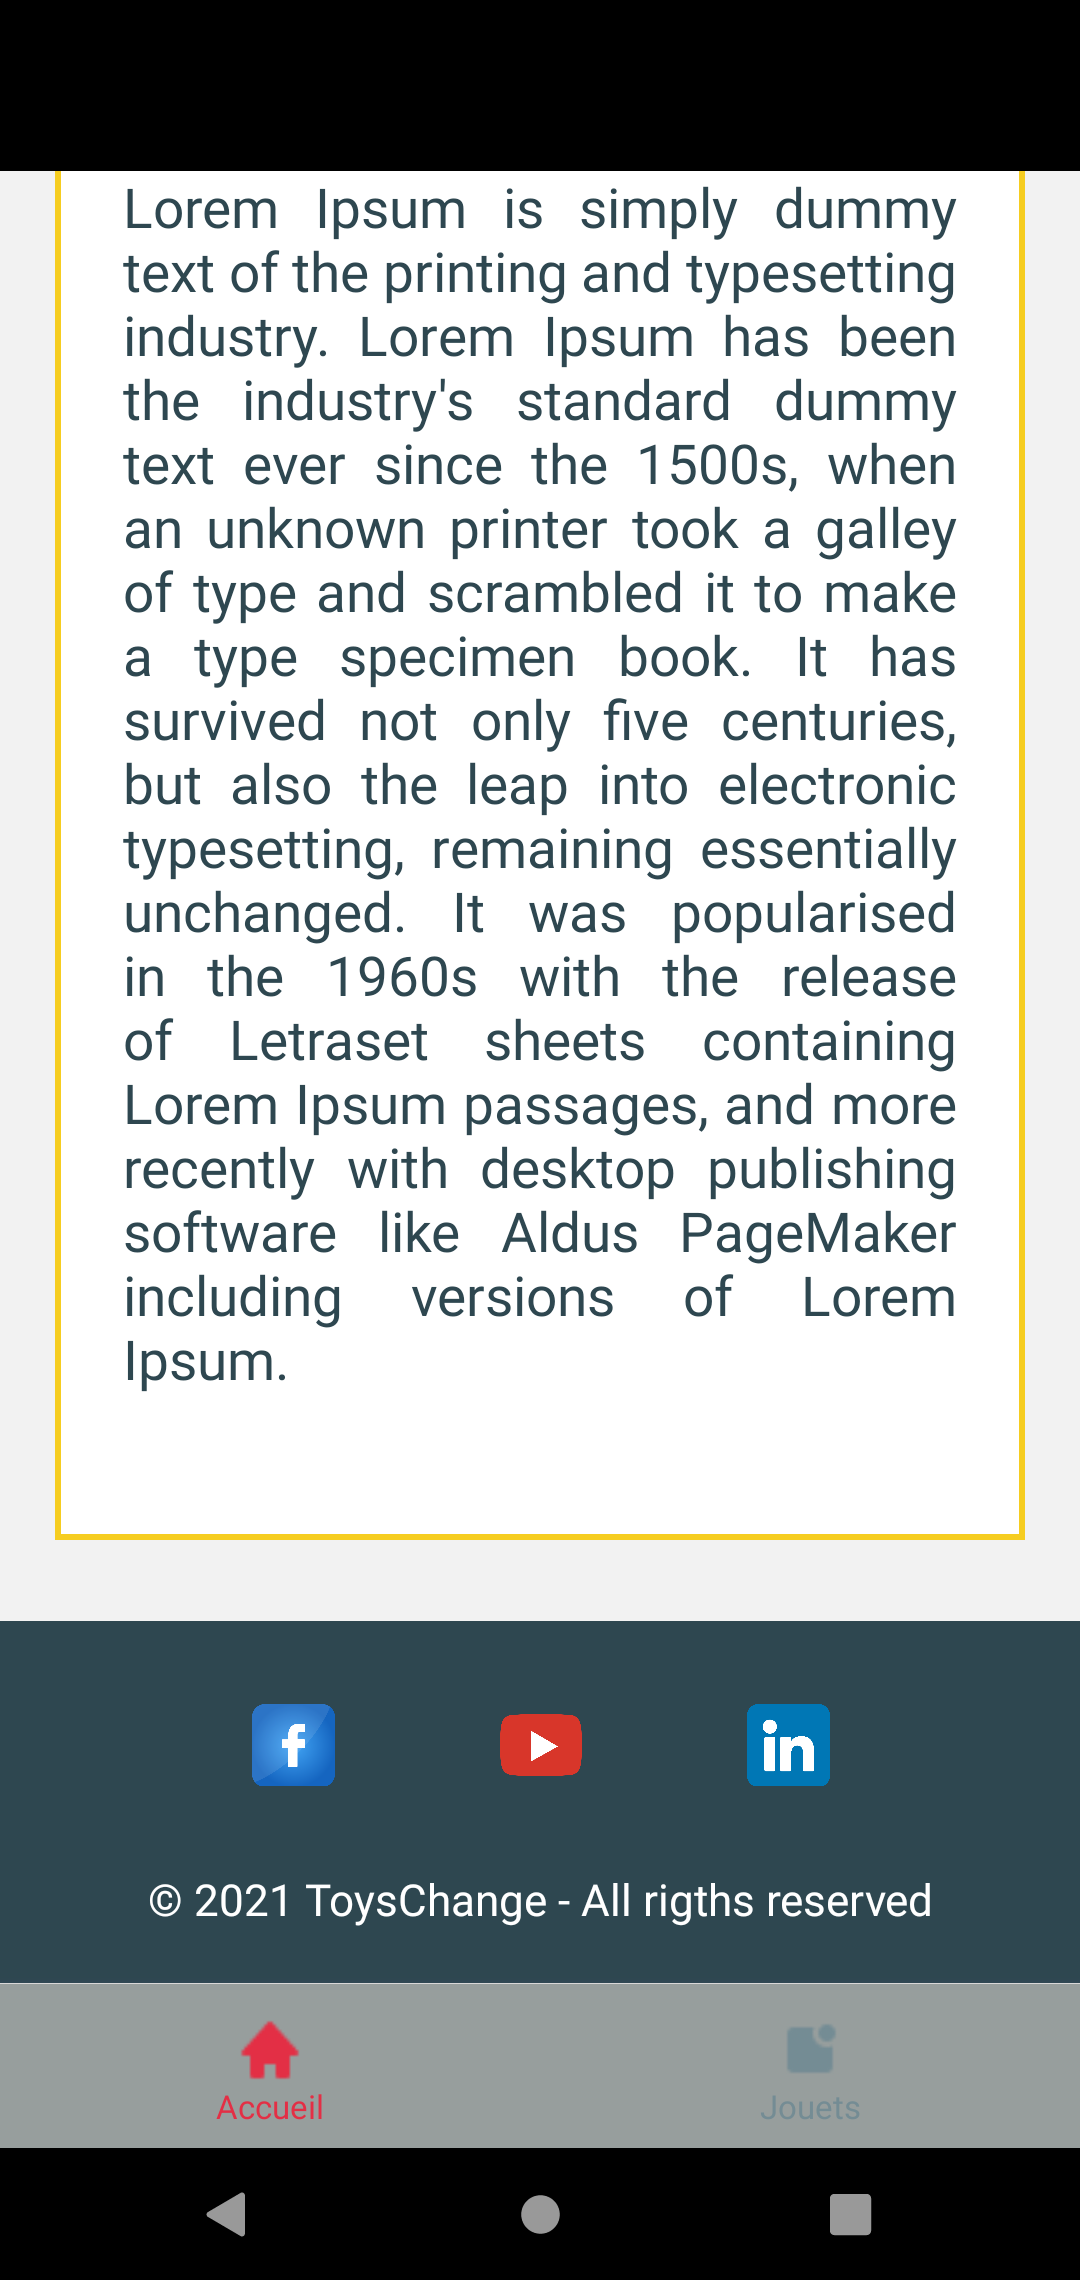 Lorem Ipsum is simply dummy
text of the printing and typesetting
industry. Lorem Ipsum has been
the industry's standard dummy
text ever since the 1500s, when
an unknown printer took a galley
of type and scrambled it to make
a type specimen book. It has
survived not only five centuries,
but also the leap into electronic
typesetting, remaining essentially
unchanged. It was popularised
in the 1960s with the release
of Letraset sheets containing
Lorem Ipsum passages, and more
recently with desktop publishing
software like Aldus PageMaker
including versions of Lorem
Ipsum.
f
in
© 2021 ToysChange - All rigths reserved
Accueil
Jouets